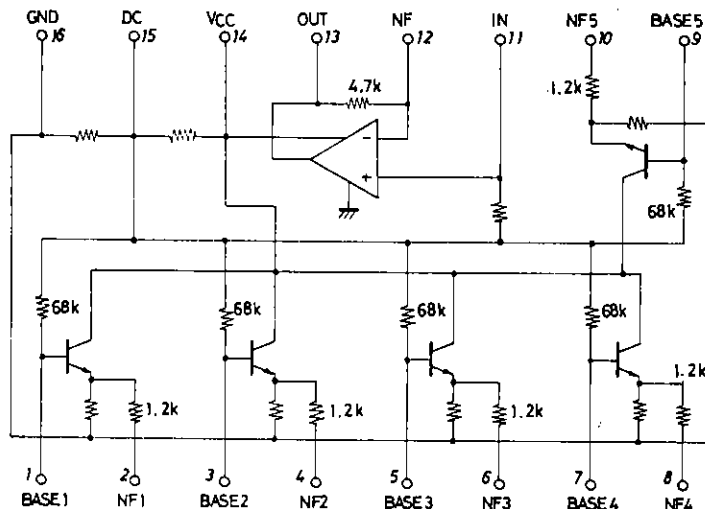 GND DC VCC OUT NF IN NF5 BASE5
16 15 14 13 12 11 10 9
4.7k
1.2k
-
+
68k
68k 68k 68k 68k
1.2k
1.2k 1.2k 1.2k
1 2 3 4 5 6 7 8
BASE1 NF1 BASE2 NF2 BASE3 NF3 BASE4 NF4